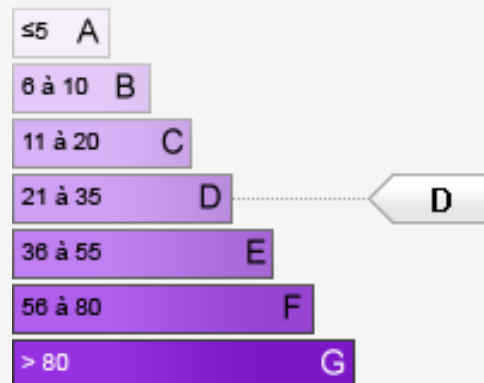 ≤5 A
6 à 10 B
11 à 20 C
21 à 35 D
D
36 à 55 E
56 à 80 F
> 80 G